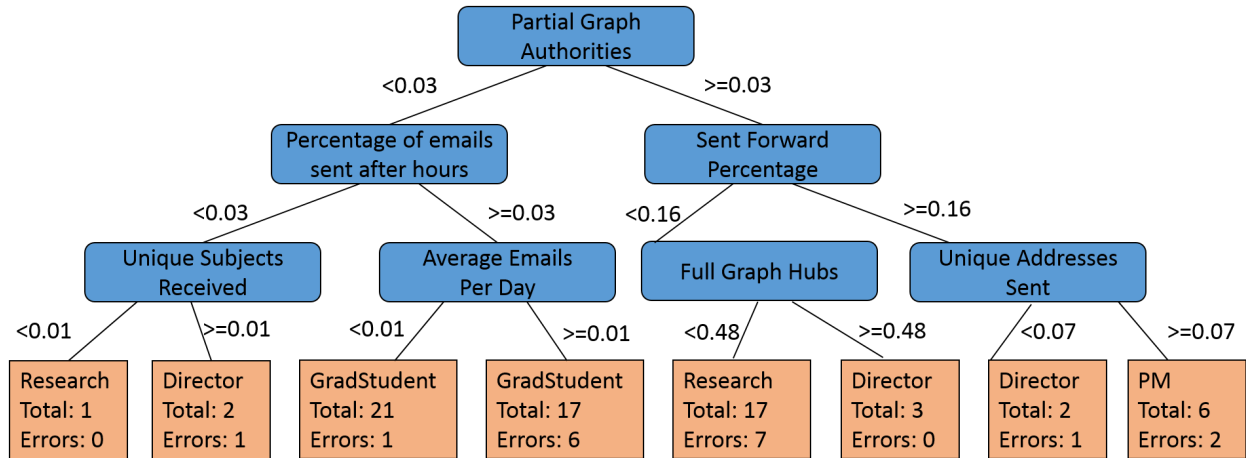 Partial Graph
Authorities
<0.03
>=0.03
Percentage of emails
sent after hours
Sent Forward
Percentage
<0.03
>=0.03
<0.16
>=0.16
Unique Subjects
Received
Average Emails
Per Day
Full Graph Hubs
Unique Addresses
Sent
<0.01
>=0.01
<0.01
>=0.01
<0.48
>=0.48
<0.07
>=0.07
Research
Total: 1
Errors: 0
Director
Total: 2
Errors: 1
GradStudent
Total: 21
Errors: 1
GradStudent
Total: 17
Errors: 6
Research
Total: 17
Errors: 7
Director
Total: 3
Errors: 0
Director
Total: 2
Errors: 1
PM
Total: 6
Errors: 2